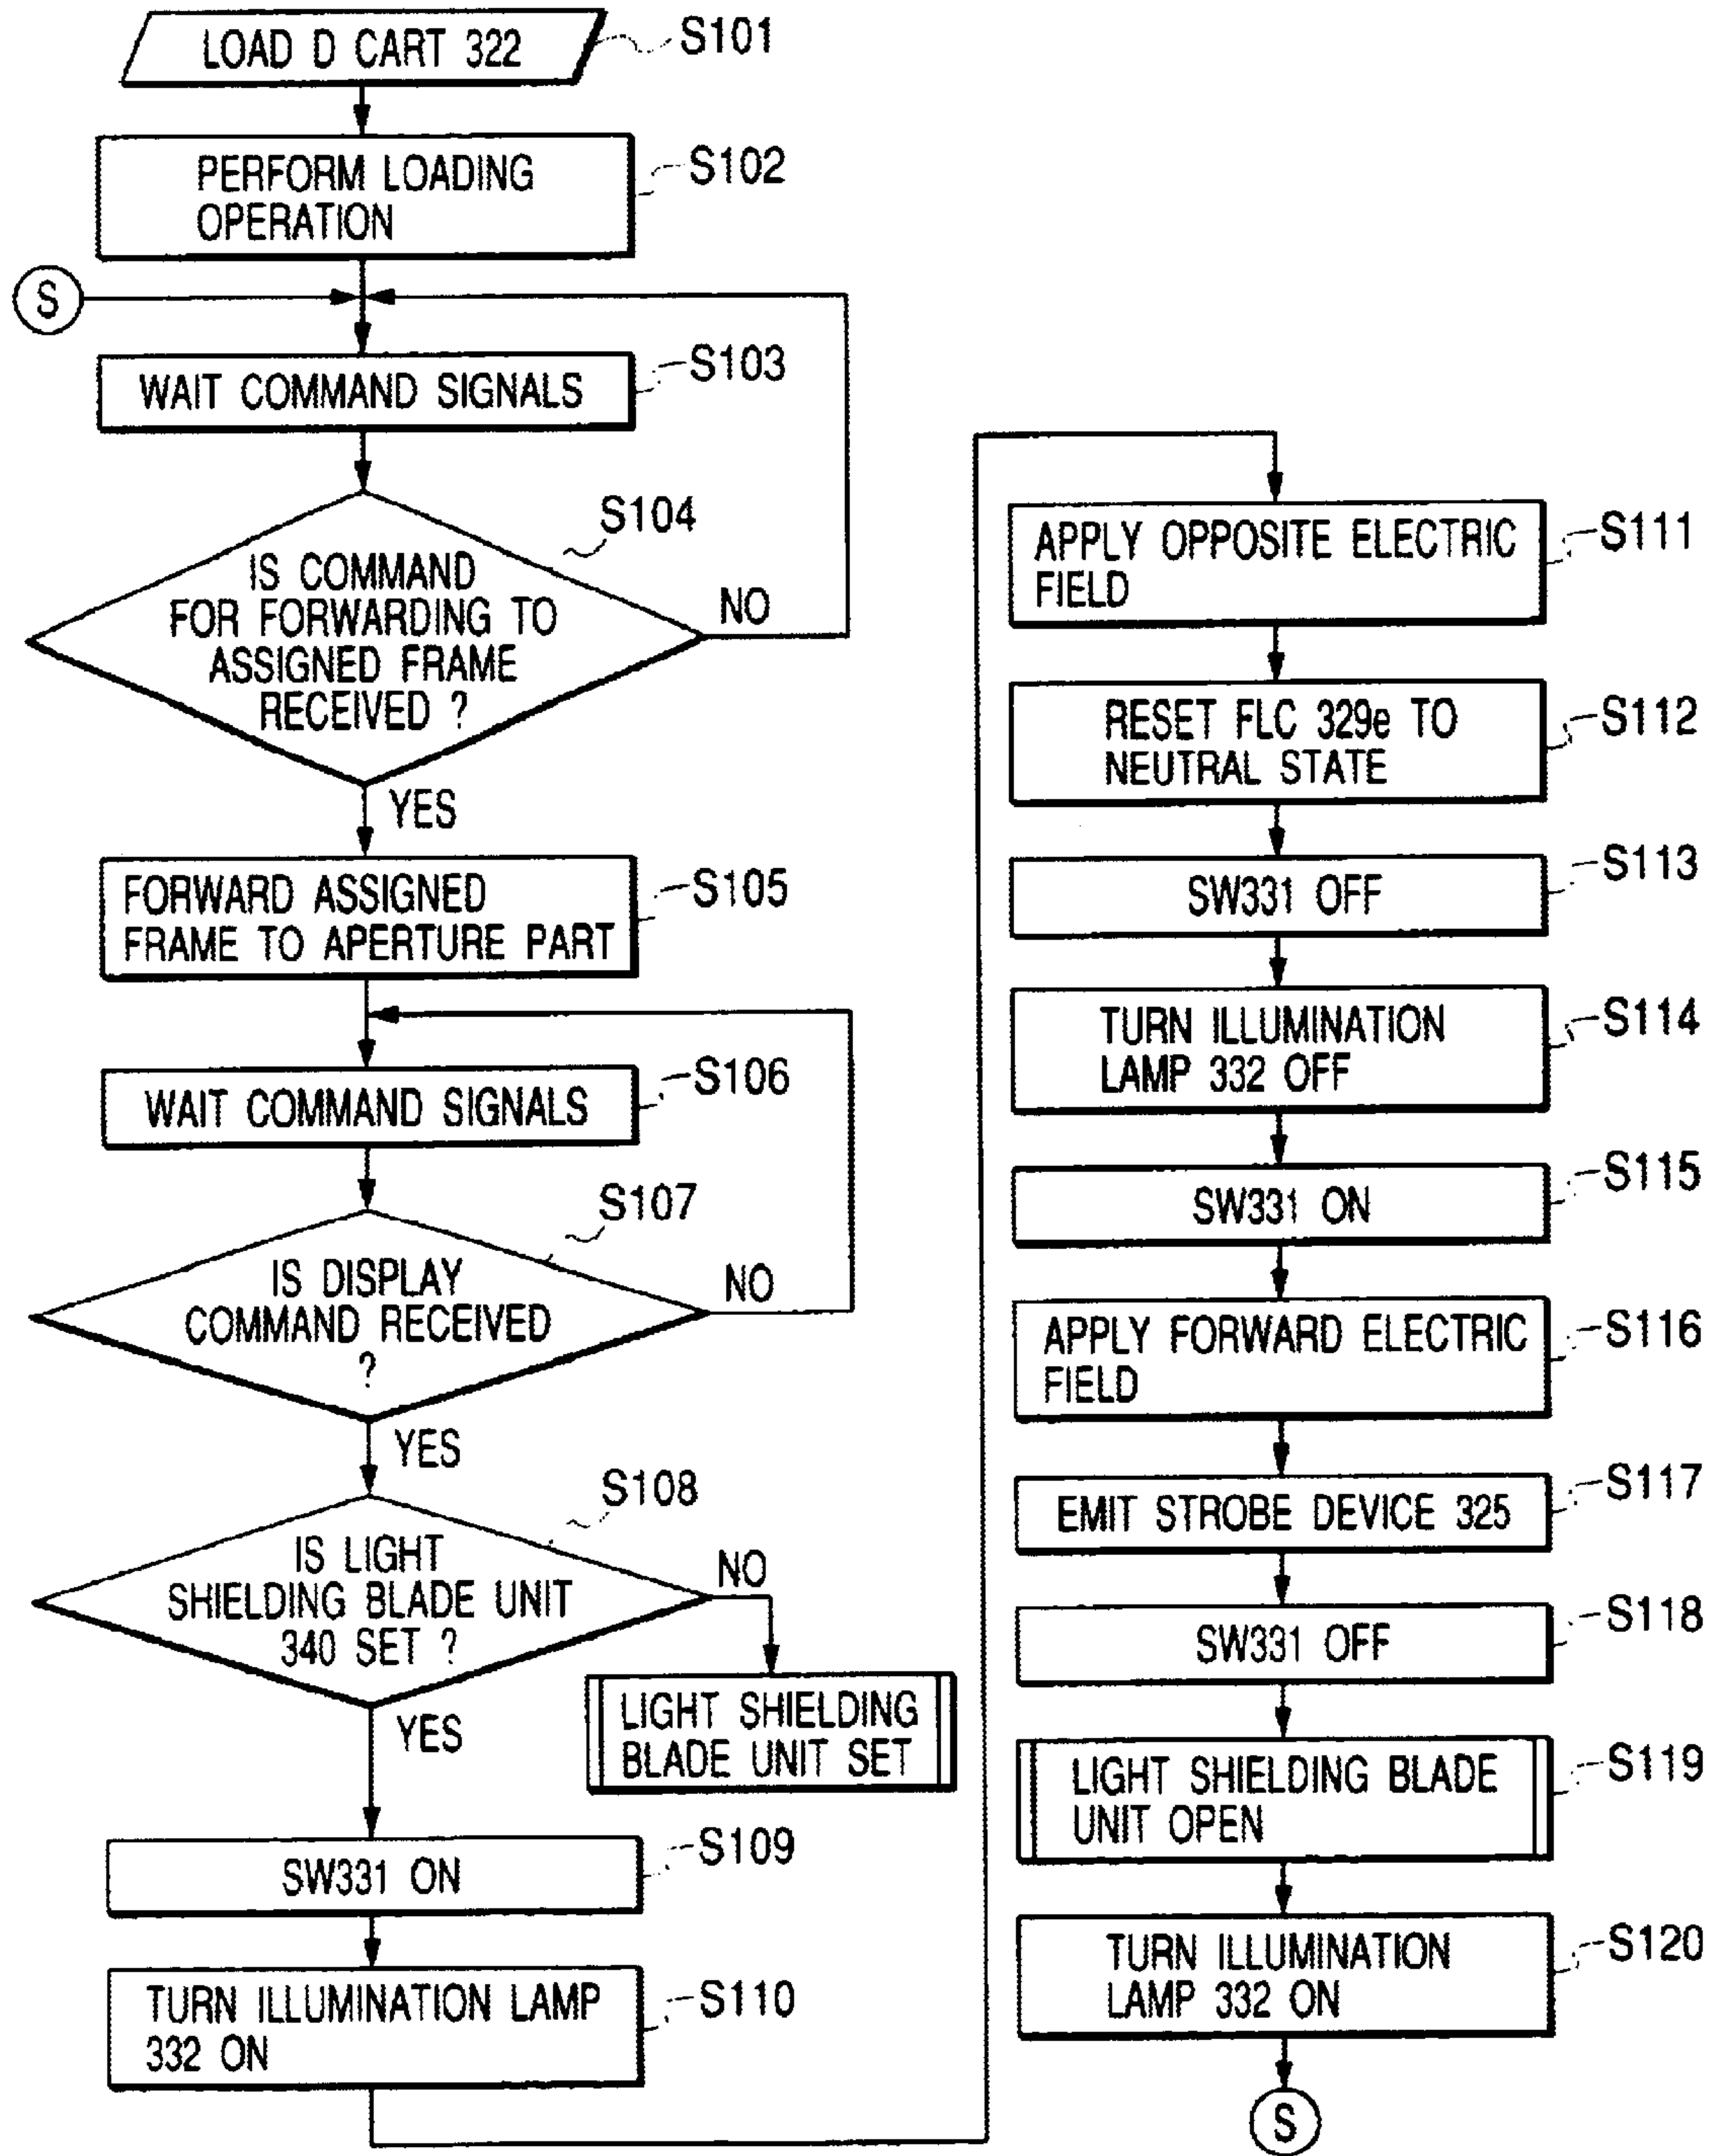 LOAD D CART 322
S101
PERFORM LOADING
OPERATION
S102
S
WAIT COMMAND SIGNALS
S103
IS COMMAND
FOR FORWARDING TO
ASSIGNED FRAME
RECEIVED ?
S104
NO
YES
FORWARD ASSIGNED
FRAME TO APERTURE PART
S105
WAIT COMMAND SIGNALS
S106
IS DISPLAY
COMMAND RECEIVED
?
S107
NO
YES
IS LIGHT
SHIELDING BLADE UNIT
340 SET ?
S108
NO
LIGHT SHIELDING
BLADE UNIT SET
YES
SW331 ON
S109
TURN ILLUMINATION LAMP
332 ON
S110
APPLY OPPOSITE ELECTRIC
FIELD
S111
RESET FLC 329e TO
NEUTRAL STATE
S112
SW331 OFF
S113
TURN ILLUMINATION
LAMP 332 OFF
S114
SW331 ON
S115
APPLY FORWARD ELECTRIC
FIELD
S116
EMIT STROBE DEVICE 325
S117
SW331 OFF
S118
LIGHT SHIELDING BLADE
UNIT OPEN
S119
TURN ILLUMINATION
LAMP 332 ON
S120
S